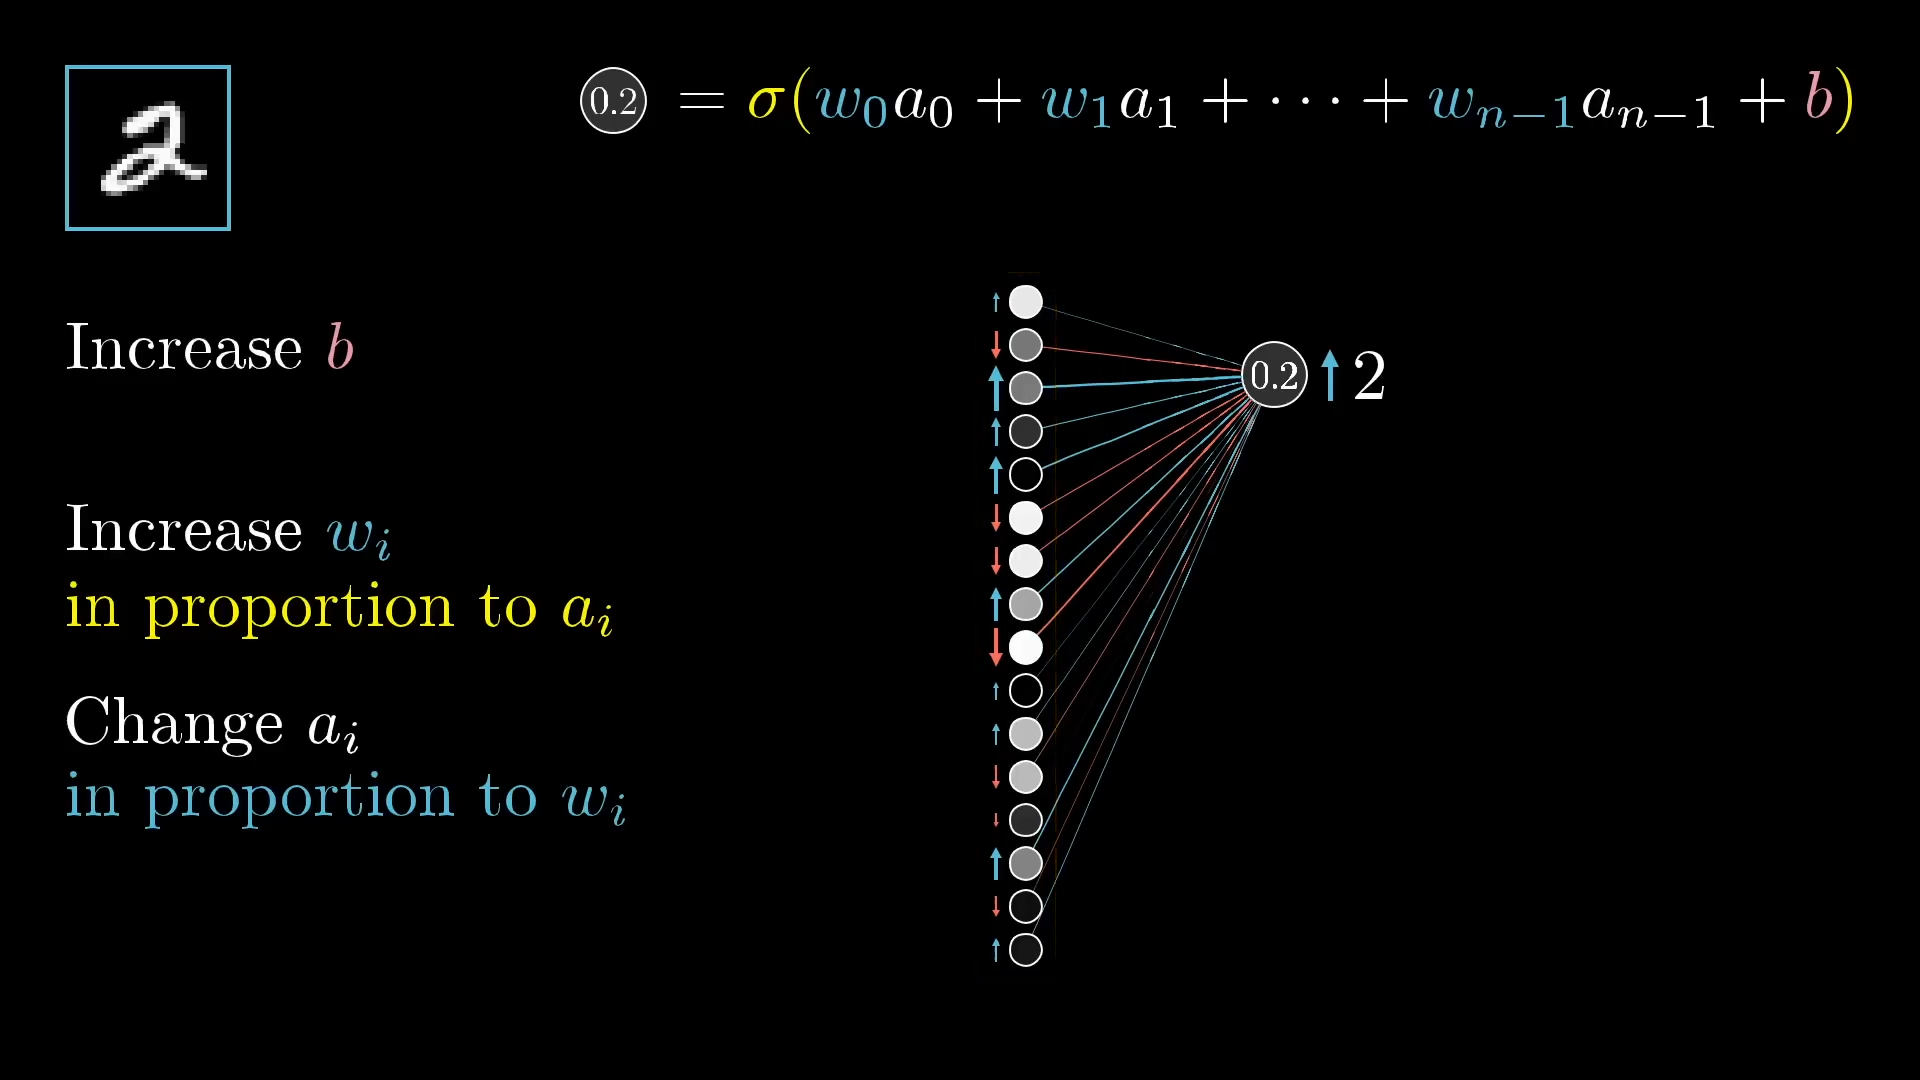 2
0.2 = σ(w₀a₀ + w₁a₁ + ⋯ + wₙ₋₁aₙ₋₁ + b)
Increase b
Increase wᵢ
in proportion to aᵢ
Change aᵢ
in proportion to wᵢ
0.2 2